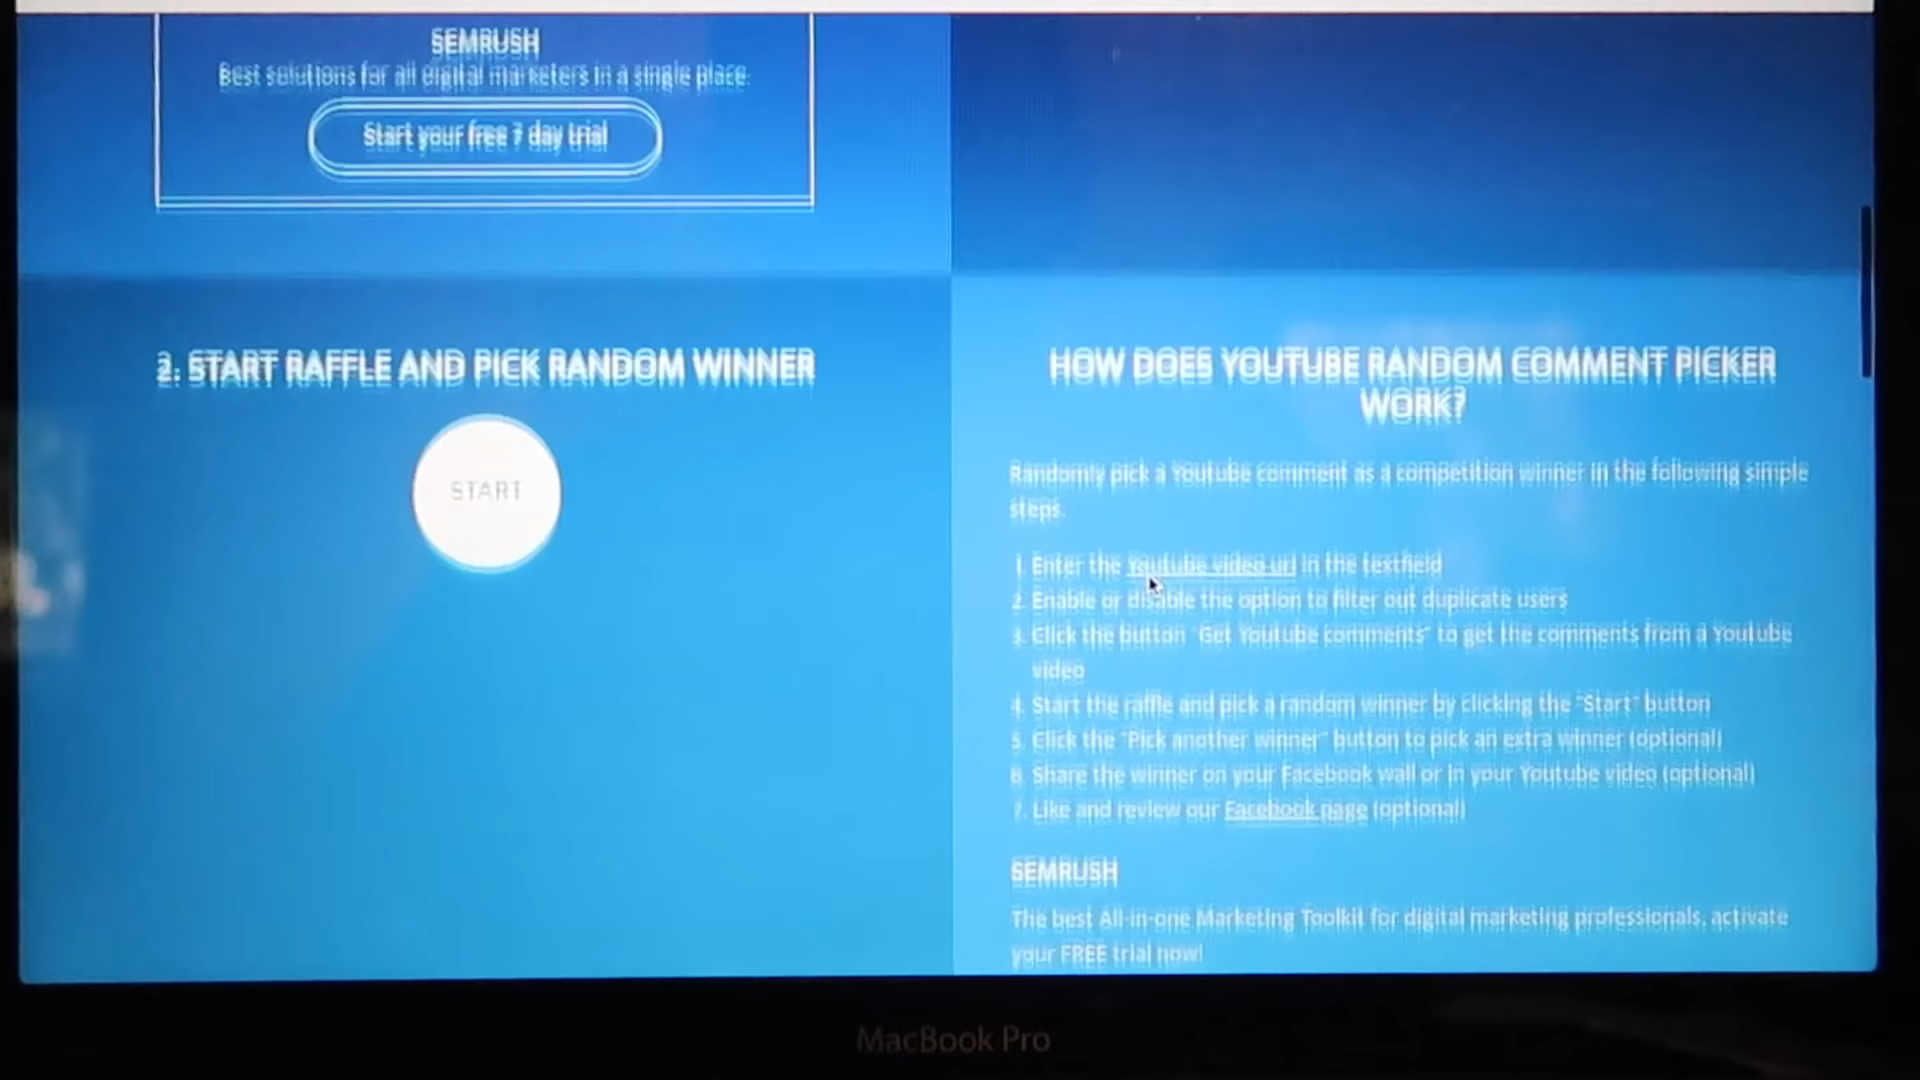 SEMRUSH
Best solutions for all digital marketers in a single place.
Start your free 7 day trial
2. START RAFFLE AND PICK RANDOM WINNER
START
HOW DOES YOUTUBE RANDOM COMMENT PICKER
WORK?
Randomly pick a Youtube comment as a competition winner in the following simple
steps.
1. Enter the Youtube video url in the textfield
2. Enable or disable the option to filter out duplicate users
3. Click the button "Get Youtube comments" to get the comments from a Youtube
video
4. Start the raffle and pick a random winner by clicking the "Start" button
5. Click the "Pick another winner" button to pick an extra winner (optional)
6. Share the winner on your Facebook wall or in your Youtube video (optional)
7. Like and review our Facebook page (optional)
SEMRUSH
The best All-in-one Marketing Toolkit for digital marketing professionals, activate
your FREE trial now!
MacBook Pro